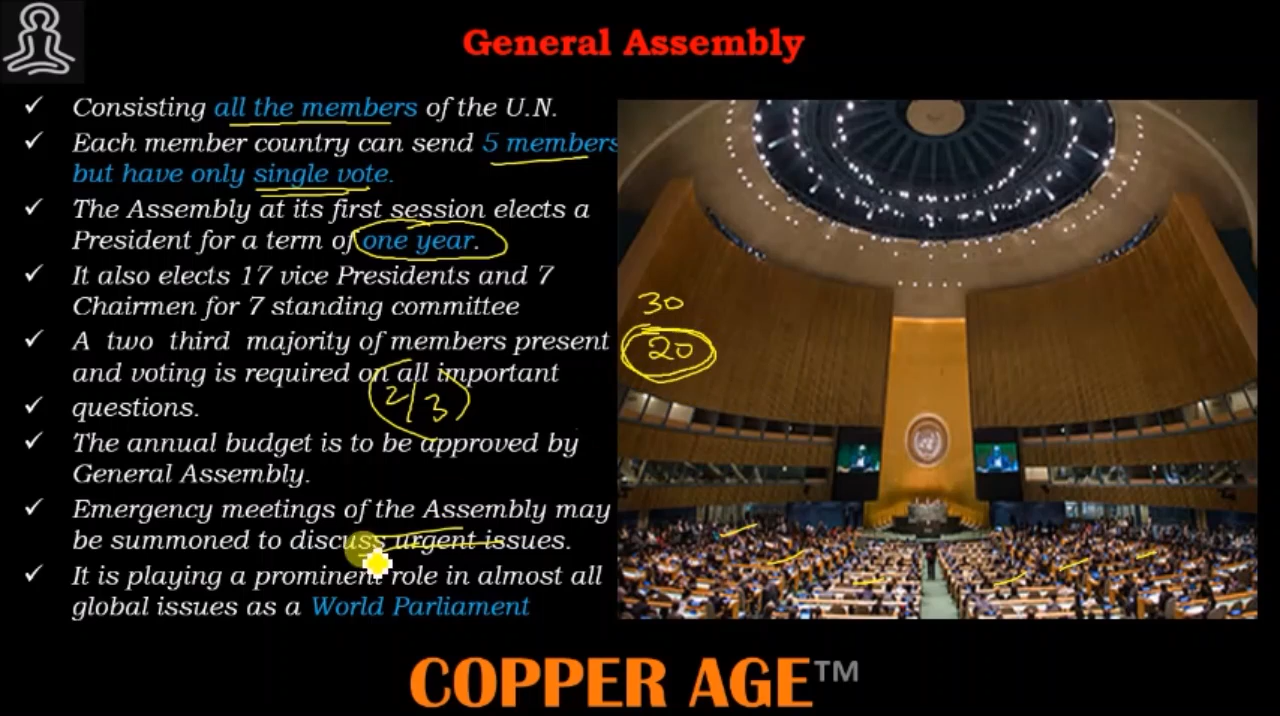 General Assembly
✓ Consisting all the members of the U.N.
✓ Each member country can send 5 members
but have only single vote.
✓ The Assembly at its first session elects a
President for a term of one year.
✓ It also elects 17 vice Presidents and 7
Chairmen for 7 standing committee
✓ A two third majority of members present
and voting is required on all important
✓ questions.
✓ The annual budget is to be approved by
General Assembly.
✓ Emergency meetings of the Assembly may
be summoned to discuss urgent issues.
✓ It is playing a prominent role in almost all
global issues as a World Parliament
2/3
30
20
COPPER AGE™